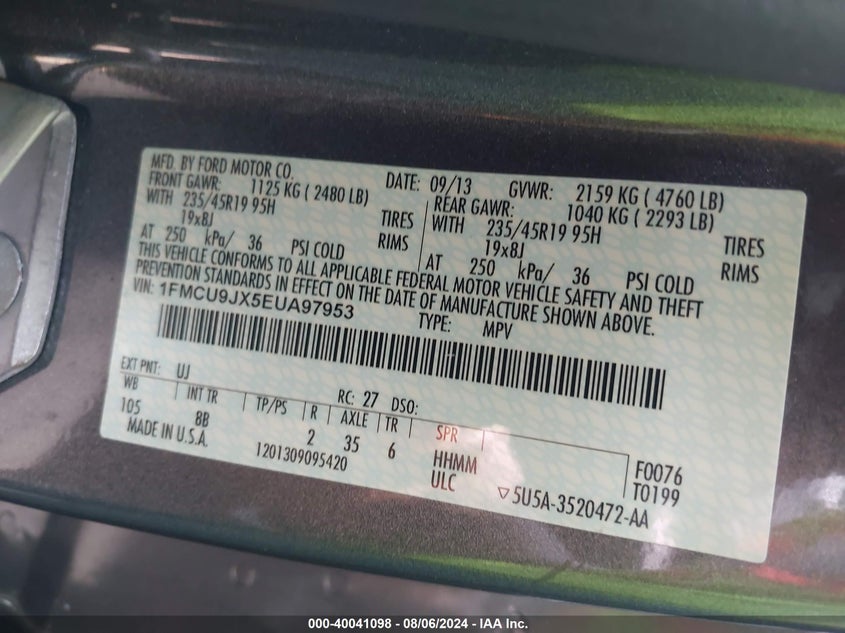 MFD. BY FORD MOTOR CO. DATE: 09/13 GVWR: 2159 KG ( 4760 LB)
FRONT GAWR: 1125 KG ( 2480 LB) REAR GAWR: 1040 KG ( 2293 LB)
WITH 235/45R19 95H TIRES WITH 235/45R19 95H TIRES
19x8J RIMS 19x8J RIMS
AT 250 kPa/ 36 PSI COLD AT 250 kPa/ 36 PSI COLD
THIS VEHICLE CONFORMS TO ALL APPLICABLE FEDERAL MOTOR VEHICLE SAFETY AND THEFT
PREVENTION STANDARDS IN EFFECT ON THE DATE OF MANUFACTURE SHOWN ABOVE.
VIN: 1FMCU9JX5EUA97953 TYPE: MPV
EXT PNT: UJ RC: 27 DSO:
WB INT TR TP/PS R AXLE TR SPR
105 8B 2 35 6 HHMM F0076
MADE IN U.S.A. 1201309095420 ULC T0199
▽5U5A-3520472-AA
000-40041098 - 08/06/2024 - IAA Inc.